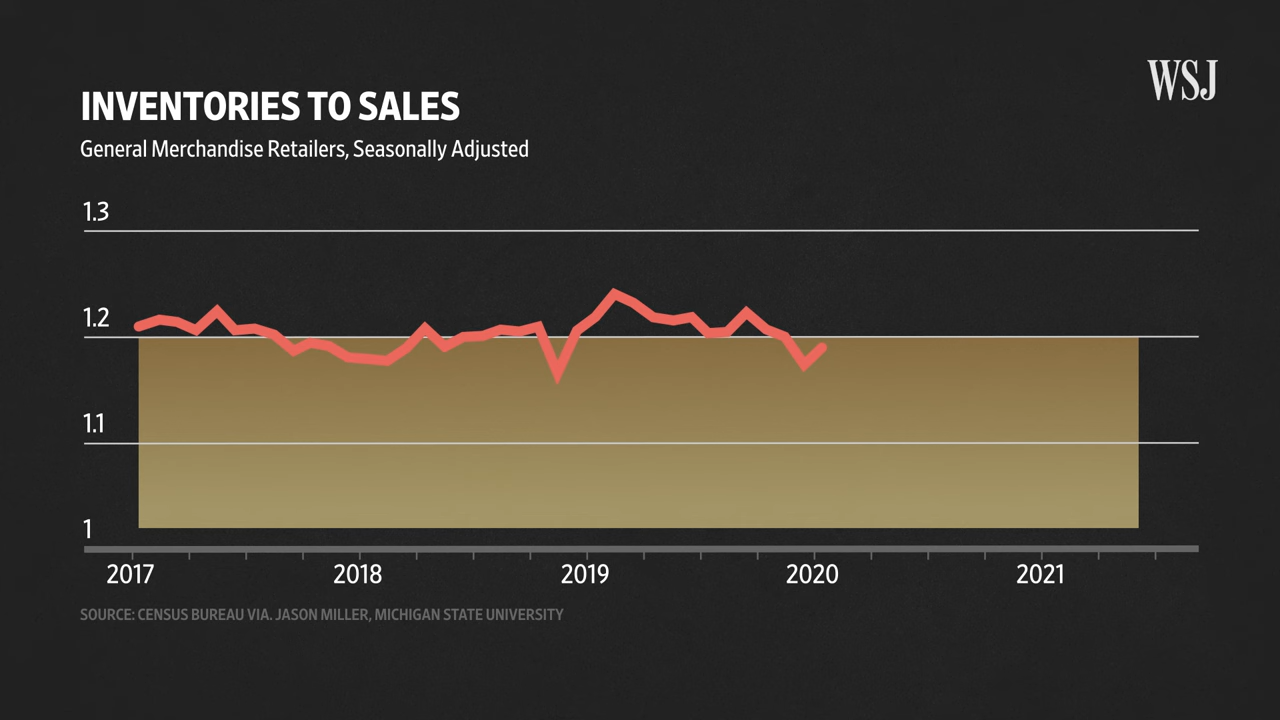 WSJ
INVENTORIES TO SALES
General Merchandise Retailers, Seasonally Adjusted
1.3
1.2
1.1
1
2017 2018 2019 2020 2021
SOURCE: CENSUS BUREAU VIA. JASON MILLER, MICHIGAN STATE UNIVERSITY